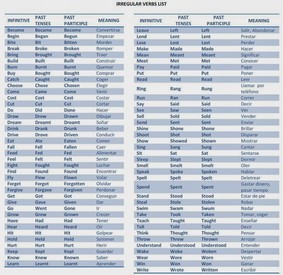 IRREGULAR VERBS LIST
INFINITIVE PAST TENSES PAST PARTICIPLE MEANING
Become Became Become Convertirse
Begin Began Begun Empezar
Bite Bit Bitten Morder
Break Broke Broken Romper
Bring Brought Brought Traer
Build Built Built Construir
Burn Burnt Burnt Quemar
Buy Bought Bought Comprar
Catch Caught Caught Coger
Choose Chose Chosen Elegir
Come Came Come Venir
Cost Cost Cost Costar
Cut Cut Cut Cortar
Do Did Done Hacer
Draw Drew Drawn Dibujar
Dream Dreamt Dreamt Soñar
Drink Drank Drunk Beber
Drive Drove Driven Conducir
Eat Ate Eaten Comer
Fall Fell Fallen Caer
Feed Fed Fed Alimentar
Feel Felt Felt Sentir
Fight Fought Fought Luchar
Find Found Found Encontrar
Fly Flew Flown Volar
Forget Forgot Forgotten Olvidar
Forgive Forgave Forgiven Perdonar
Get Got Got Conseguir
Give Gave Given Dar
Go Went Gone Ir
Grow Grew Grown Crecer
Have Had Had Tener
Hear Heard Heard Oír
Hit Hit Hit Golpear
Hold Held Held Sostener
Hurt Hurt Hurt Herir
Keep Kept Kept Guardar
Know Knew Known Saber
Learn Learnt Learnt Aprender
INFINITIVE PAST TENSES PAST PARTICIPLE MEANING
Leave Left Left Salir, Abandonar
Lend Lent Lent Prestar
Lose Lost Lost Perder
Make Made Made Hacer
Mean Meant Meant Significar
Meet Met Met Conocer
Pay Paid Paid Pagar
Put Put Put Poner
Read Read Read Leer
Ring Rang Rung Llamar por teléfono
Run Ran Run Correr
Say Said Said Decir
See Saw Seen Ver
Sell Sold Sold Vender
Send Sent Sent Enviar
Shine Shone Shone Brillar
Shoot Shot Shot Disparar
Show Showed Shown Mostrar
Sing Sang Sung Cantar
Sit Sat Sat Sentarse
Sleep Slept Slept Dormir
Smell Smelt Smelt Oler
Speak Spoke Spoken Hablar
Spell Spelt Spelt Deletrear
Spend Spent Spent Gastar dinero, pasar tiempo
Stand Stood Stood Estar de pie
Steal Stole Stolen Robar
Swim Swam Swum Nadar
Take Took Taken Tomar, coger
Teach Taught Taught Enseñar
Tell Told Told Decir
Think Thought Thought Pensar
Throw Threw Thrown Arrojar
Understand Understood Understood Entender
Wake Woke Woken Despertar
Wear Wore Worn Vestir
Win Won Won Ganar
Write Wrote Written Escribir